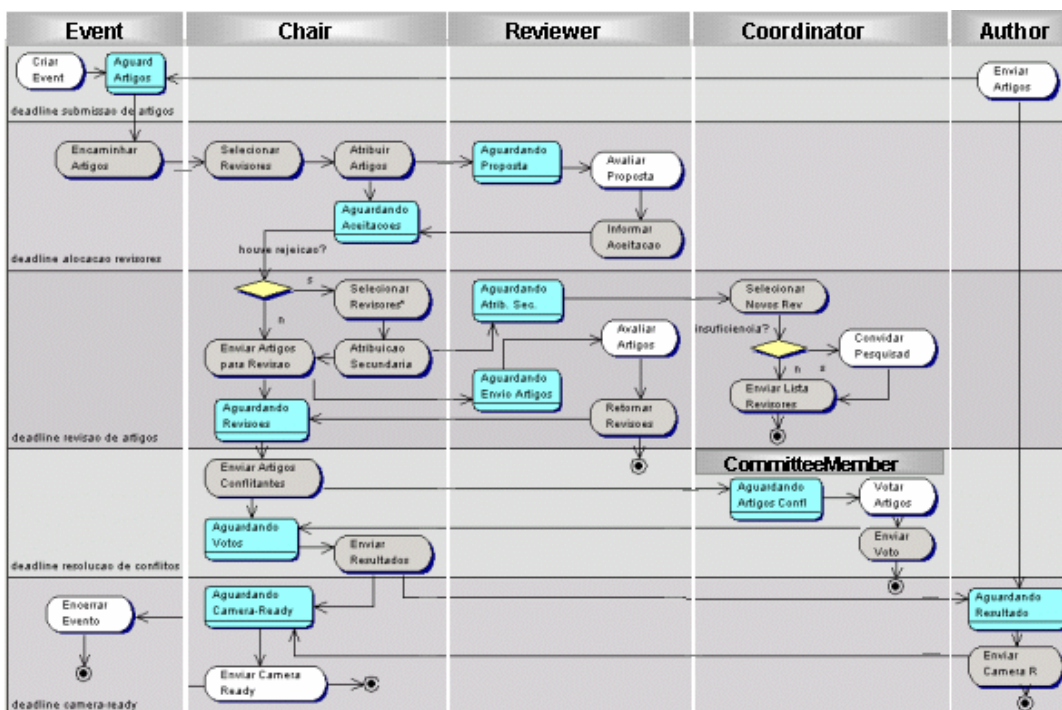 Event
Chair
Reviewer
Coordinator
Author
Criar
Event
Aguard
Artigos
Enviar
Artigos
deadline submissao de artigos
Encaminhar
Artigos
Selecionar
Revisores
Atribuir
Artigos
Aguardando
Proposta
Avaliar
Proposta
Aguardando
Aceitacoes
Informar
Aceitacao
houve rejeicao?
deadline alocacao revisores
s
Selecionar
Revisores*
Aguardando
Atrib. Sec.
Selecionar
Novos Rev
n
Avaliar
Artigos
insuficiencia?
Convidar
Pesquisad
Enviar Artigos
para Revisao
Atribuicao
Secundaria
n
s
Aguardando
Envio Artigos
Enviar Lista
Revisores
Aguardando
Revisoes
Retornar
Revisoes
deadline revisao de artigos
CommitteeMember
Enviar Artigos
Conflitantes
Aguardando
Artigos Confl
Votar
Artigos
Aguardando
Votos
Enviar
Resultados
Enviar
Voto
deadline resolucao de conflitos
Encerrar
Evento
Aguardando
Camera-Ready
Aguardando
Resultado
Enviar Camera
Ready
Enviar
Camera R
deadline camera-ready